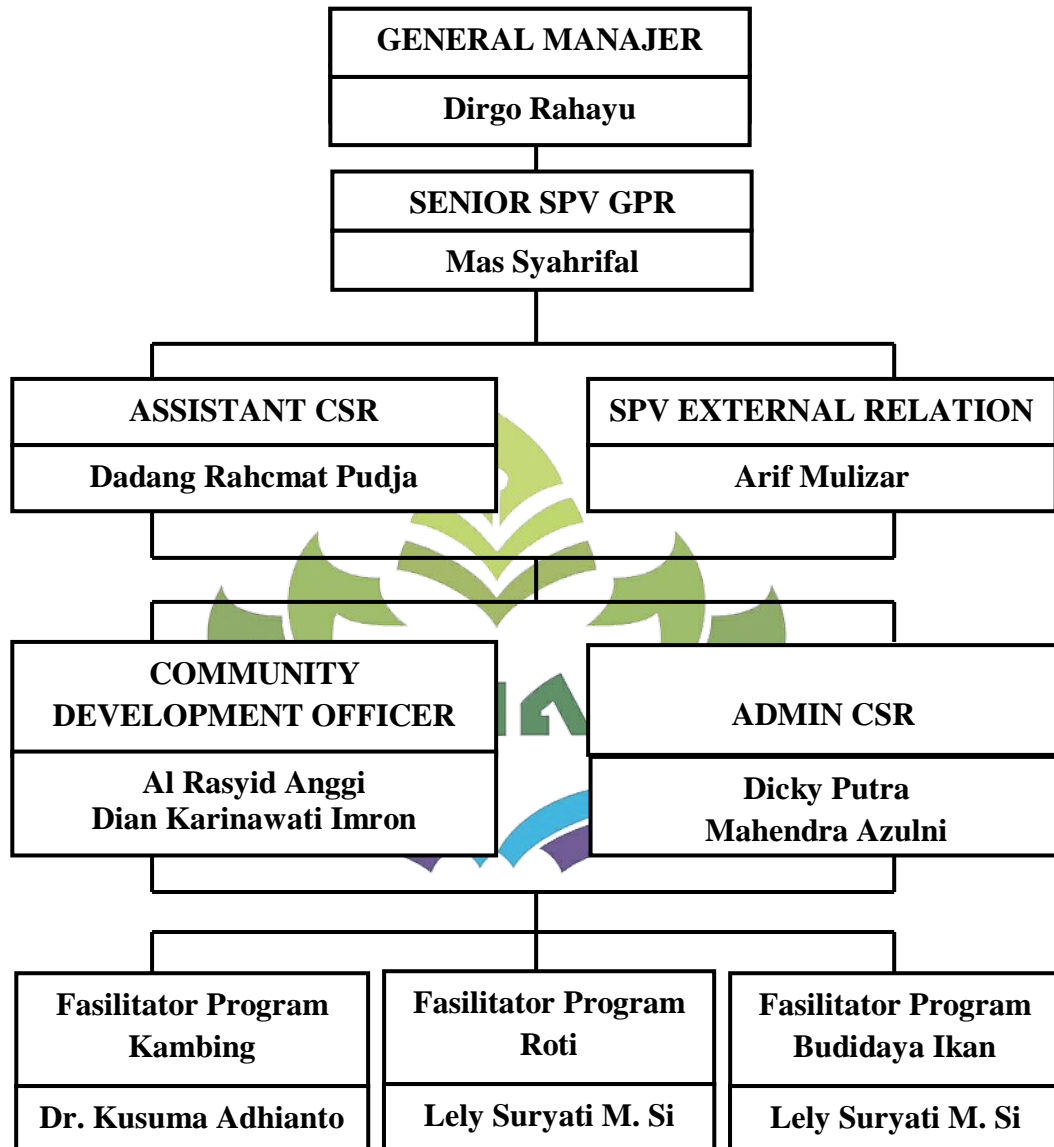 GENERAL MANAJER
Dirgo Rahayu
SENIOR SPV GPR
Mas Syahrifal
ASSISTANT CSR
Dadang Rahcmat Pudja
SPV EXTERNAL RELATION
Arif Mulizar
COMMUNITY
DEVELOPMENT OFFICER
Al Rasyid Anggi
Dian Karinawati Imron
ADMIN CSR
Dicky Putra
Mahendra Azulni
Fasilitator Program
Kambing
Dr. Kusuma Adhianto
Fasilitator Program
Roti
Lely Suryati M. Si
Fasilitator Program
Budidaya Ikan
Lely Suryati M. Si